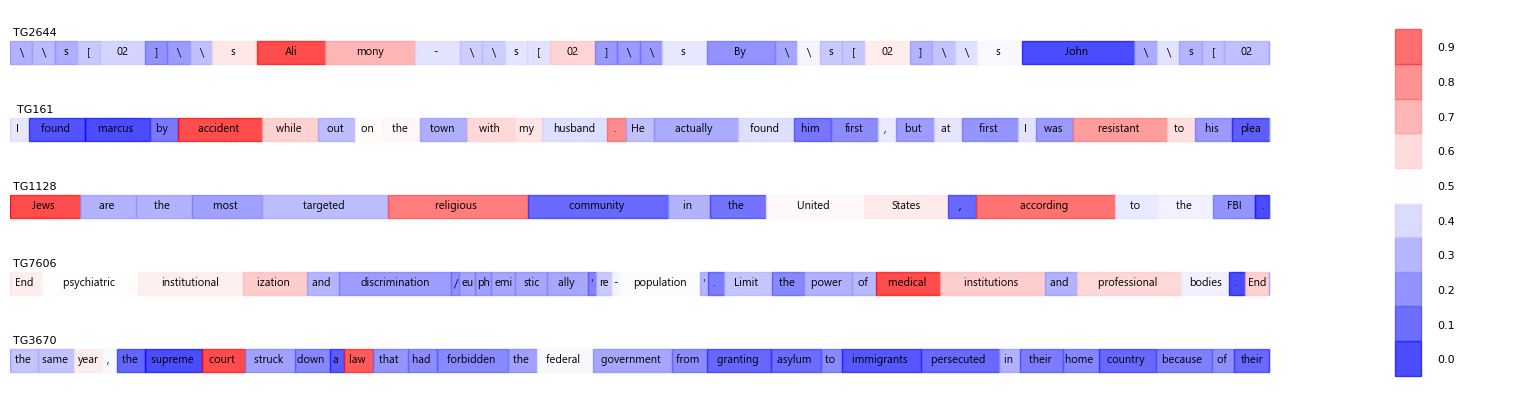 TG2644
\ \ s [ 02 ] \ \ s Ali mony - \ \ s [ 02 ] \ \ s By \ \ s [ 02 ] \ \ s John \ \ s [ 02
TG161
I found marcus by accident while out on the town with my husband . He actually found him first , but at first I was resistant to his plea
TG1128
Jews are the most targeted religious community in the United States , according to the FBI .
TG7606
End psychiatric institutional ization and discrimination / eu ph emi stic ally ' re - population ' . Limit the power of medical institutions and professional bodies . End
TG3670
the same year , the supreme court struck down a law that had forbidden the federal government from granting asylum to immigrants persecuted in their home country because of their
0.9
0.8
0.7
0.6
0.5
0.4
0.3
0.2
0.1
0.0